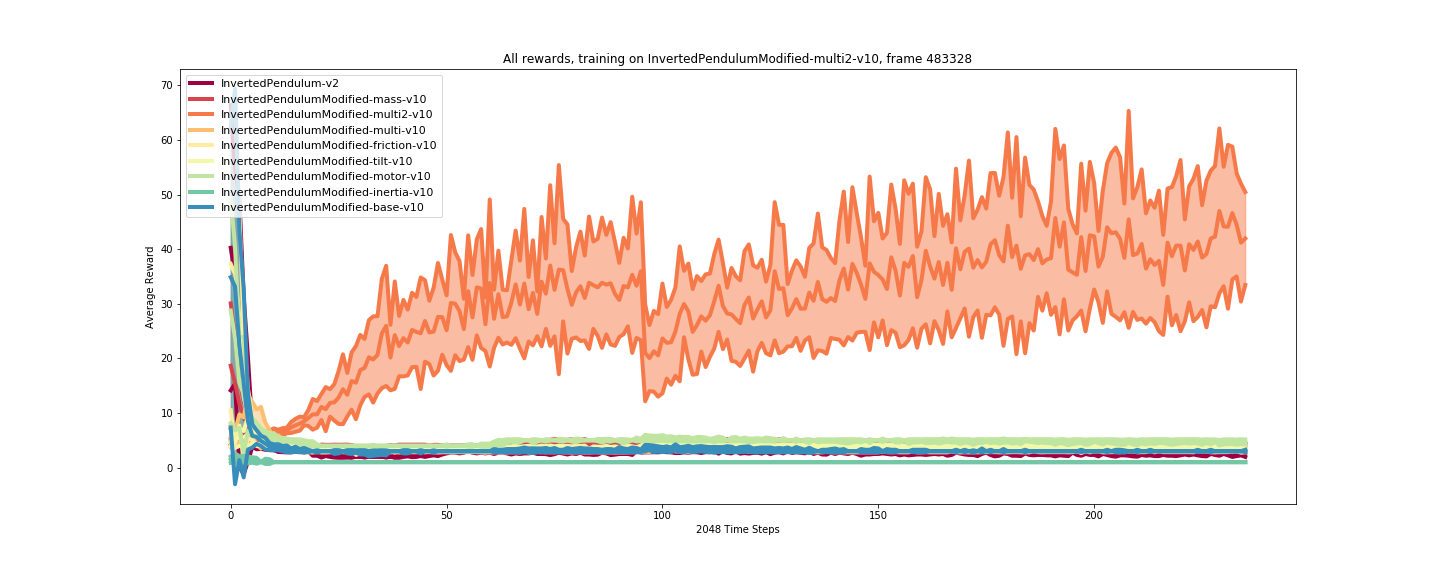 All rewards, training on InvertedPendulumModified-multi2-v10, frame 483328
InvertedPendulum-v2
InvertedPendulumModified-mass-v10
InvertedPendulumModified-multi2-v10
InvertedPendulumModified-multi-v10
InvertedPendulumModified-friction-v10
InvertedPendulumModified-tilt-v10
InvertedPendulumModified-motor-v10
InvertedPendulumModified-inertia-v10
InvertedPendulumModified-base-v10
Average Reward
70
60
50
40
30
20
10
0
0 50 100 150 200
2048 Time Steps